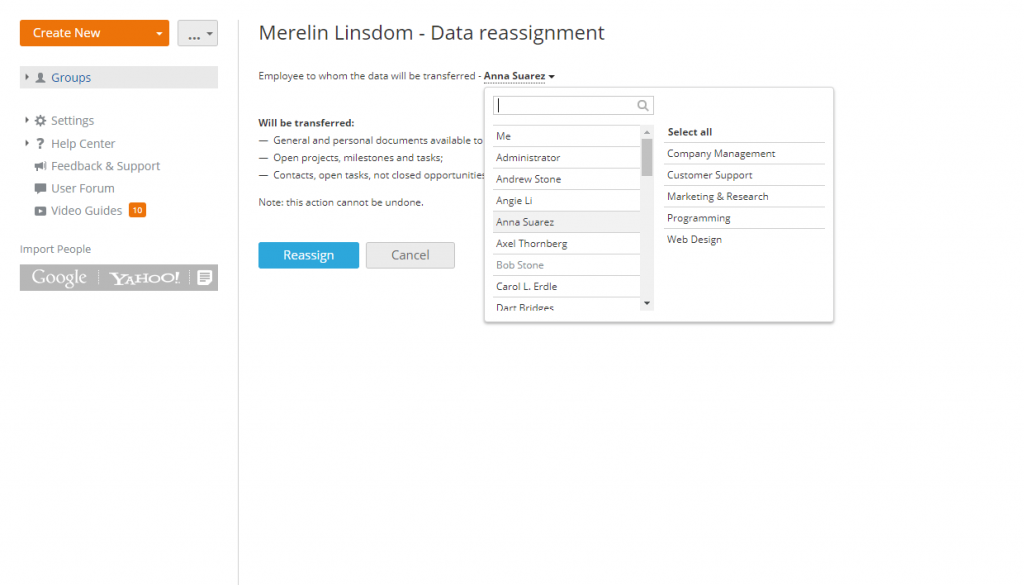 Create New
...
Groups
Settings
? Help Center
Feedback & Support
User Forum
Video Guides 10
Import People
Google YAHOO!
Merelin Linsdom - Data reassignment
Employee to whom the data will be transferred - Anna Suarez
Will be transferred:
— General and personal documents available to
— Open projects, milestones and tasks;
— Contacts, open tasks, not closed opportunities
Note: this action cannot be undone.
Reassign Cancel
Me
Administrator
Andrew Stone
Angie Li
Anna Suarez
Axel Thornberg
Bob Stone
Carol L. Erdle
Dart Bridges
Select all
Company Management
Customer Support
Marketing & Research
Programming
Web Design